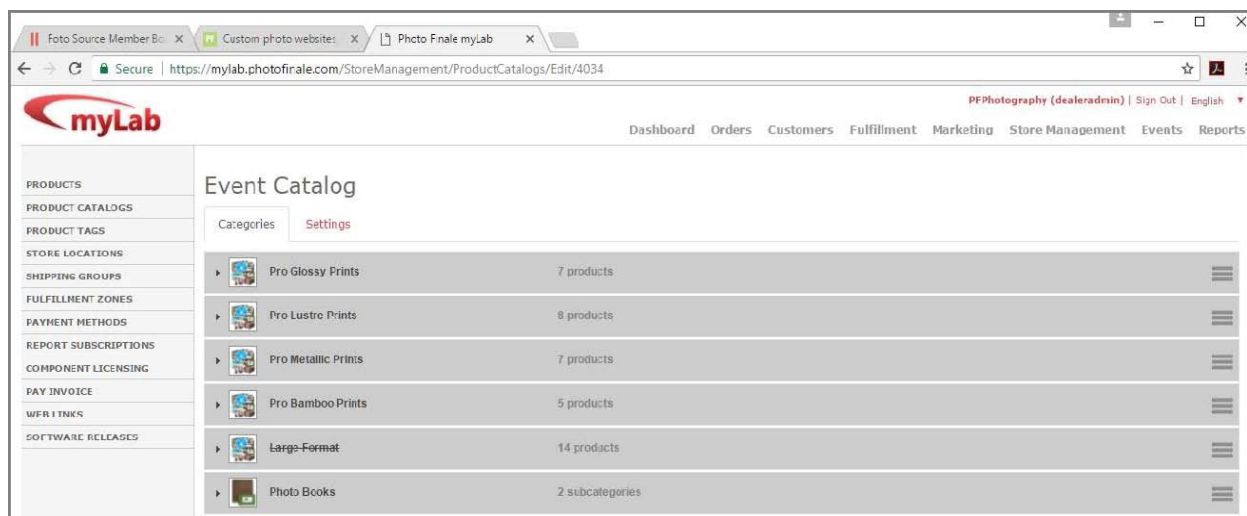 Foto Source Member Bo
Custom photo websites
Photo Finale myLab
Secure | https://mylab.photofinale.com/StoreManagement/ProductCatalogs/Edit/4034
PFPhotography (dealeradmin) | Sign Out | English
myLab
Dashboard Orders Customers Fulfillment Marketing Store Management Events Reports
PRODUCTS
PRODUCT CATALOGS
PRODUCT TAGS
STORE LOCATIONS
SHIPPING GROUPS
FULFILLMENT ZONES
PAYMENT METHODS
REPORT SUBSCRIPTIONS
COMPONENT LICENSING
PAY INVOICE
WEB LINKS
SOFTWARE RELEASES
Event Catalog
Categories Settings
Pro Glossy Prints 7 products
Pro Lustre Prints 8 products
Pro Metallic Prints 7 products
Pro Bamboo Prints 5 products
Large Format 14 products
Photo Books 2 subcategories